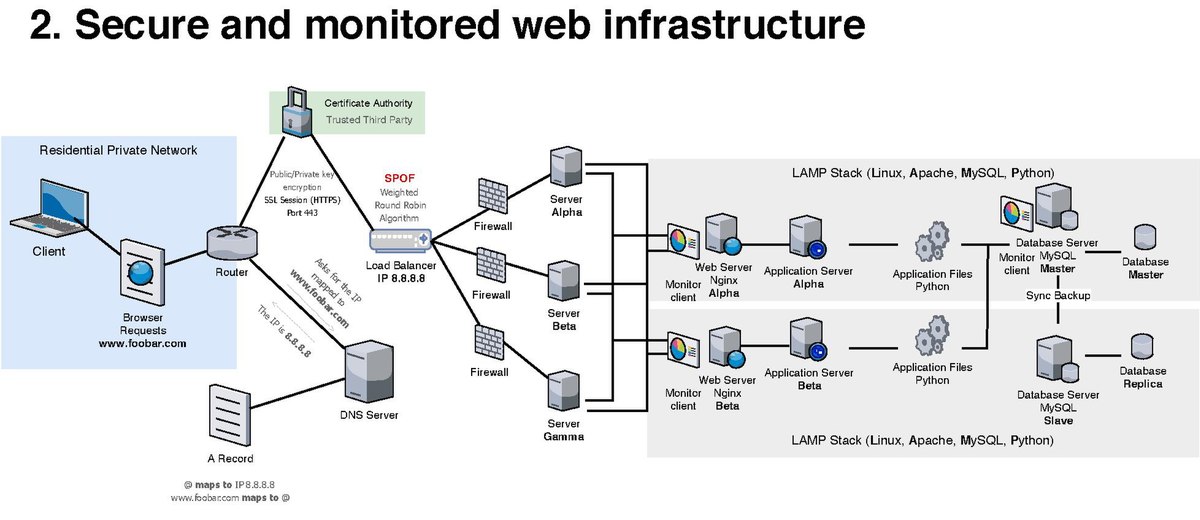 2. Secure and monitored web infrastructure
Certificate Authority
Trusted Third Party
Residential Private Network
Client
Browser
Requests
www.foobar.com
Router
Public/Private key
encryption
SSL Session (HTTPS)
Port 443
SPOF
Weighted
Round Robin
Algorithm
Load Balancer
IP 8.8.8.8
Asks for the IP
mapped to
www.foobar.com
The IP is 8.8.8.8
DNS Server
A Record
@ maps to IP8.8.8.8
www.foobar.com maps to @
Firewall
Firewall
Firewall
Server
Alpha
Server
Beta
Server
Gamma
LAMP Stack (Linux, Apache, MySQL, Python)
Monitor
client
Web Server
Nginx
Alpha
Application Server
Alpha
Application Files
Python
Monitor
client
Database Server
MySQL
Master
Database
Master
Sync Backup
Monitor
client
Web Server
Nginx
Beta
Application Server
Beta
Application Files
Python
Database Server
MySQL
Slave
Database
Replica
LAMP Stack (Linux, Apache, MySQL, Python)